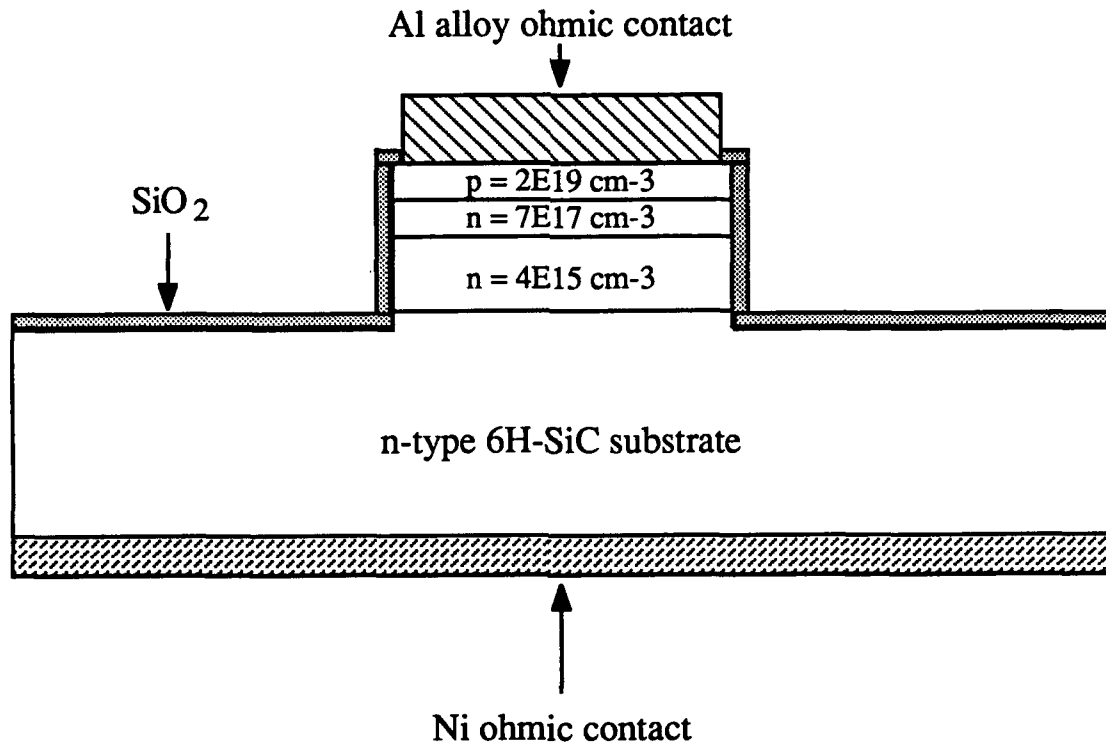 Al alloy ohmic contact
p = 2E19 cm-3
SiO2
n = 7E17 cm-3
n = 4E15 cm-3
n-type 6H-SiC substrate
Ni ohmic contact